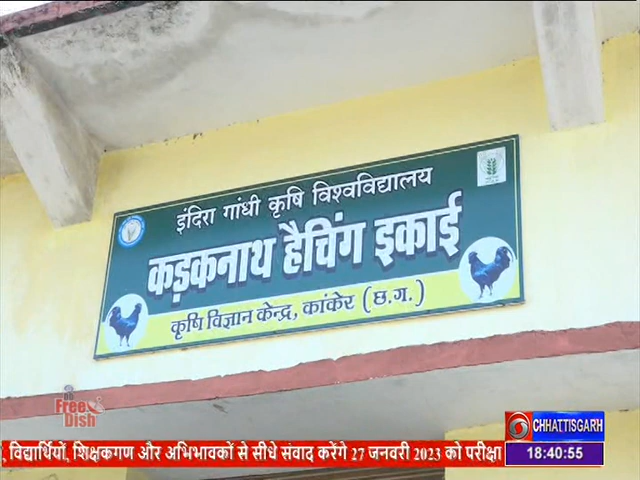 इंदिरा गांधी कृषि विश्वविद्यालय
कड़कनाथ हैचिंग इकाई
कृषि विज्ञान केन्द्र, कांकेर (छ.ग.)
Free Dish
CHHATTISGARH
, विद्यार्थियों, शिक्षकगण और अभिभावकों से सीधे संवाद करेंगे 27 जनवरी 2023 को परीक्षा
18:40:55